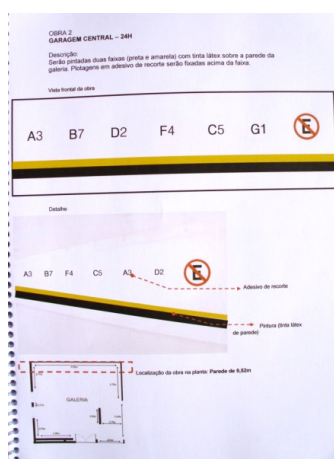 OBRA 2
GARAGEM CENTRAL – 24H
Descrição:
Serão pintadas duas faixas (preta e amarela) com tinta látex sobre a parede da
galeria. Plotagens em adesivo de recorte serão fixadas acima da faixa.
Vista frontal da obra
A3 B7 D2 F4 C5 G1 E
Detalhe
A3 B7 F4 C5 A3 D2 E
Adesivo de recorte
Pintura (tinta látex
de parede)
Localização da obra na planta: Parede de 9,52m
GALERIA